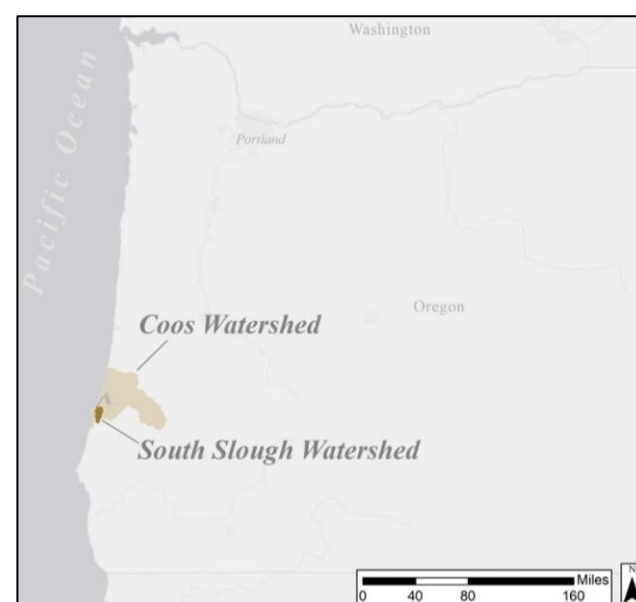 Washington
Pacific Ocean
Portland
Oregon
Coos Watershed
South Slough Watershed
Miles
0 40 80 160
N